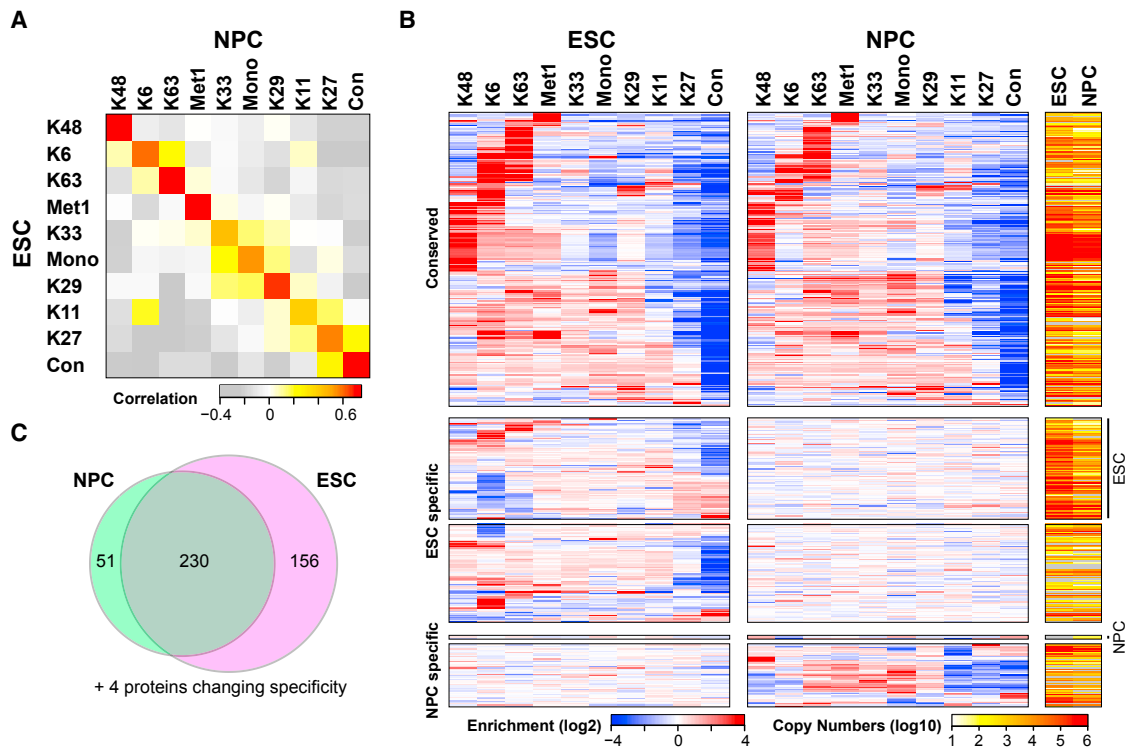 A
NPC
K48 K6 K63 Met1 K33 Mono K29 K11 K27 Con
ESC
K48
K6
K63
Met1
K33
Mono
K29
K11
K27
Con
Correlation
−0.4 0 0.6
B
ESC NPC
K48 K6 K63 Met1 K33 Mono K29 K11 K27 Con K48 K6 K63 Met1 K33 Mono K29 K11 K27 Con ESC NPC
Conserved
ESC specific
ESC
NPC specific
NPC
Enrichment (log2)
−4 0 4
Copy Numbers (log10)
1 2 3 4 5 6
C
NPC ESC
51 230 156
+ 4 proteins changing specificity